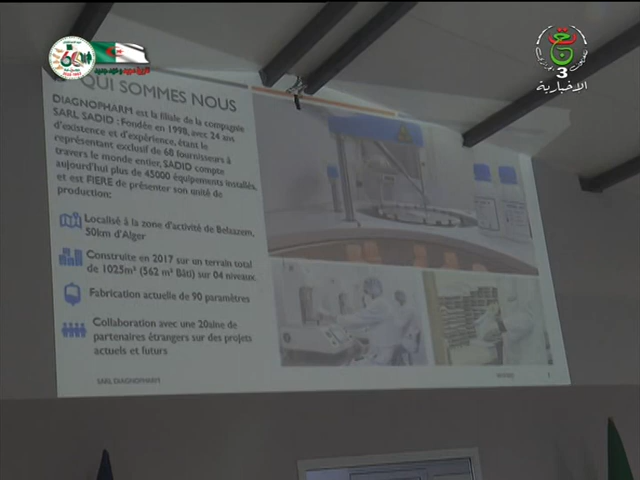 QUI SOMMES NOUS
DIAGNOPHARM est la filiale de la compagnie
SARL SADID : Fondée en 1998, avec 24 ans
d'existence et d'expérience, étant le
représentant exclusif de 68 fournisseurs à
travers le monde entier, SADID compte
aujourd'hui plus de 45000 équipements installés,
et est FIERE de présenter son unité de
production:
Localisé à la zone d'activité de Belaazem,
50km d'Alger
Construite en 2017 sur un terrain total
de 1025m² (562 m² Bâti) sur 04 niveaux.
Fabrication actuelle de 90 paramètres
Collaboration avec une 20aine de
partenaires étrangers sur des projets
actuels et futurs
SARL DIAGNOPHARM
60
3
الإخبارية